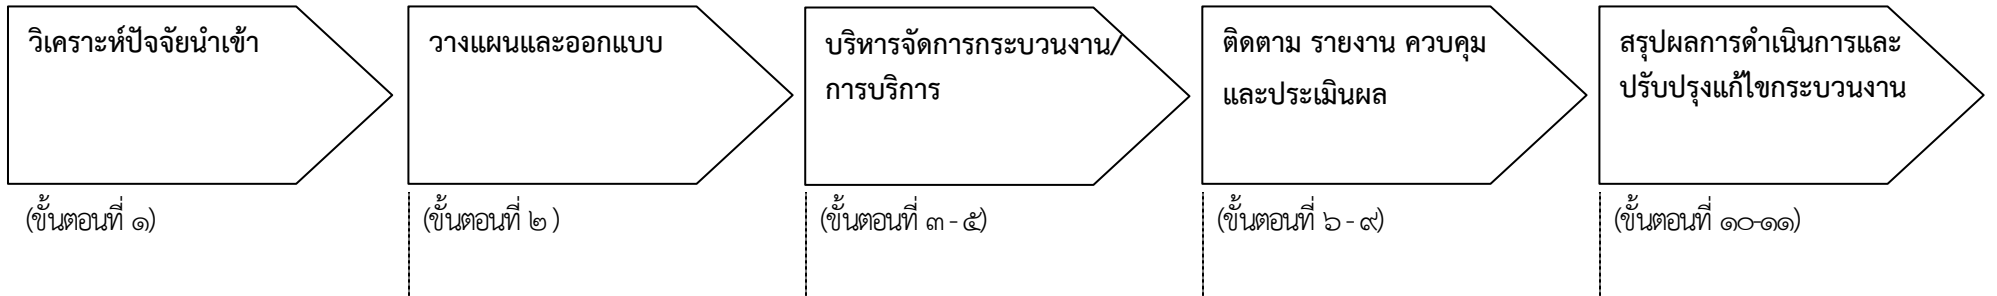 วิเคราะห์ปัจจัยนำเข้า
(ขั้นตอนที่ ๑)
วางแผนและออกแบบ
(ขั้นตอนที่ ๒ )
บริหารจัดการกระบวนงาน/
การบริการ
(ขั้นตอนที่ ๓ - ๕)
ติดตาม รายงาน ควบคุม
และประเมินผล
(ขั้นตอนที่ ๖ - ๙)
สรุปผลการดำเนินการและ
ปรับปรุงแก้ไขกระบวนงาน
(ขั้นตอนที่ ๑๐-๑๑)